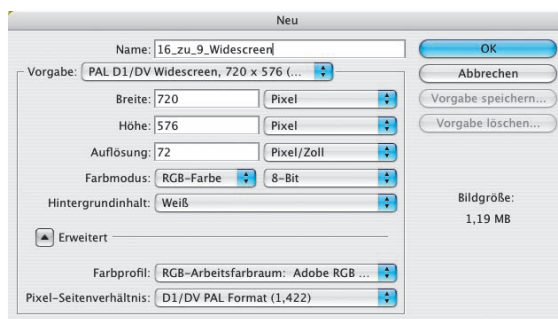 Neu
Name: 16_zu_9_Widescreen
Vorgabe: PAL D1/DV Widescreen, 720 x 576 (...
Breite: 720 Pixel
Höhe: 576 Pixel
Auflösung: 72 Pixel/Zoll
Farbmodus: RGB-Farbe 8-Bit
Hintergrundinhalt: Weiß
Erweitert
Farbprofil: RGB-Arbeitsfarbraum: Adobe RGB ...
Pixel-Seitenverhältnis: D1/DV PAL Format (1,422)
OK
Abbrechen
Vorgabe speichern...
Vorgabe löschen...
Bildgröße:
1,19 MB